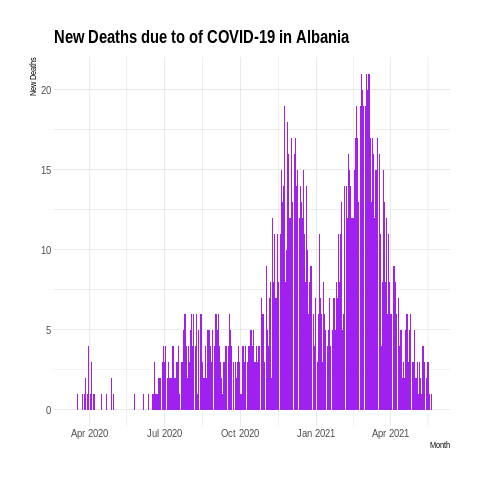 New Deaths due to of COVID-19 in Albania
New Deaths
20
15
10
5
0
Apr 2020 Jul 2020 Oct 2020 Jan 2021 Apr 2021
Month